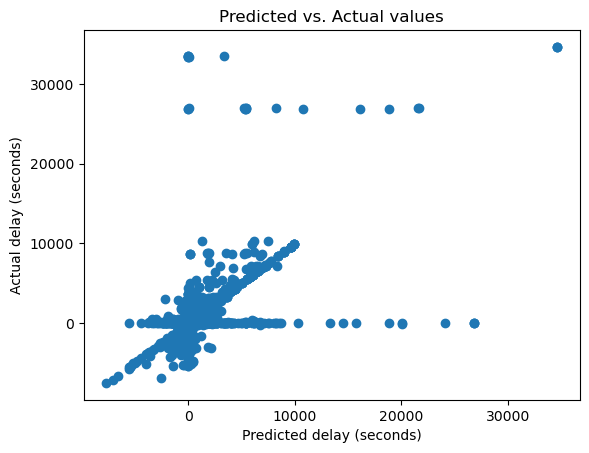 Predicted vs. Actual values
Actual delay (seconds)
30000
20000
10000
0
0 10000 20000 30000
Predicted delay (seconds)